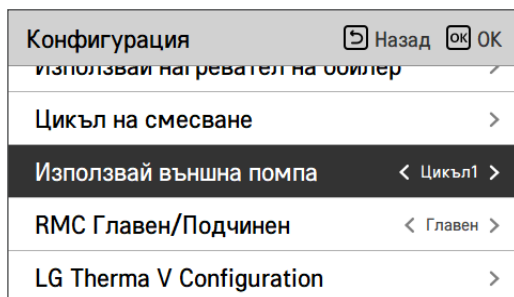 Конфигурация Назад OK OK
Използвай нагревател на бойлер
Цикъл на смесване
Използвай външна помпа Цикъл1
RMC Главен/Подчинен Главен
LG Therma V Configuration